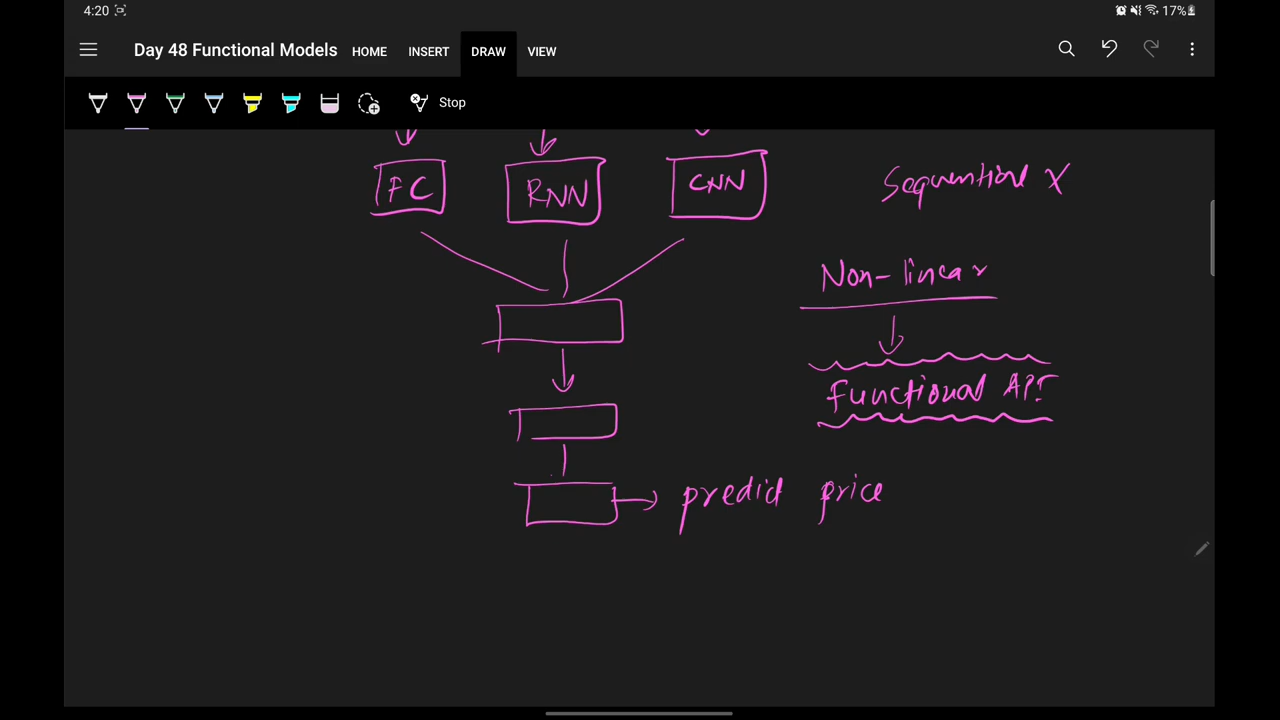 4:20 17%
Day 48 Functional Models HOME INSERT DRAW VIEW
Stop
FC RNN CNN Sequential X
Non-linear
Functional API
predict price